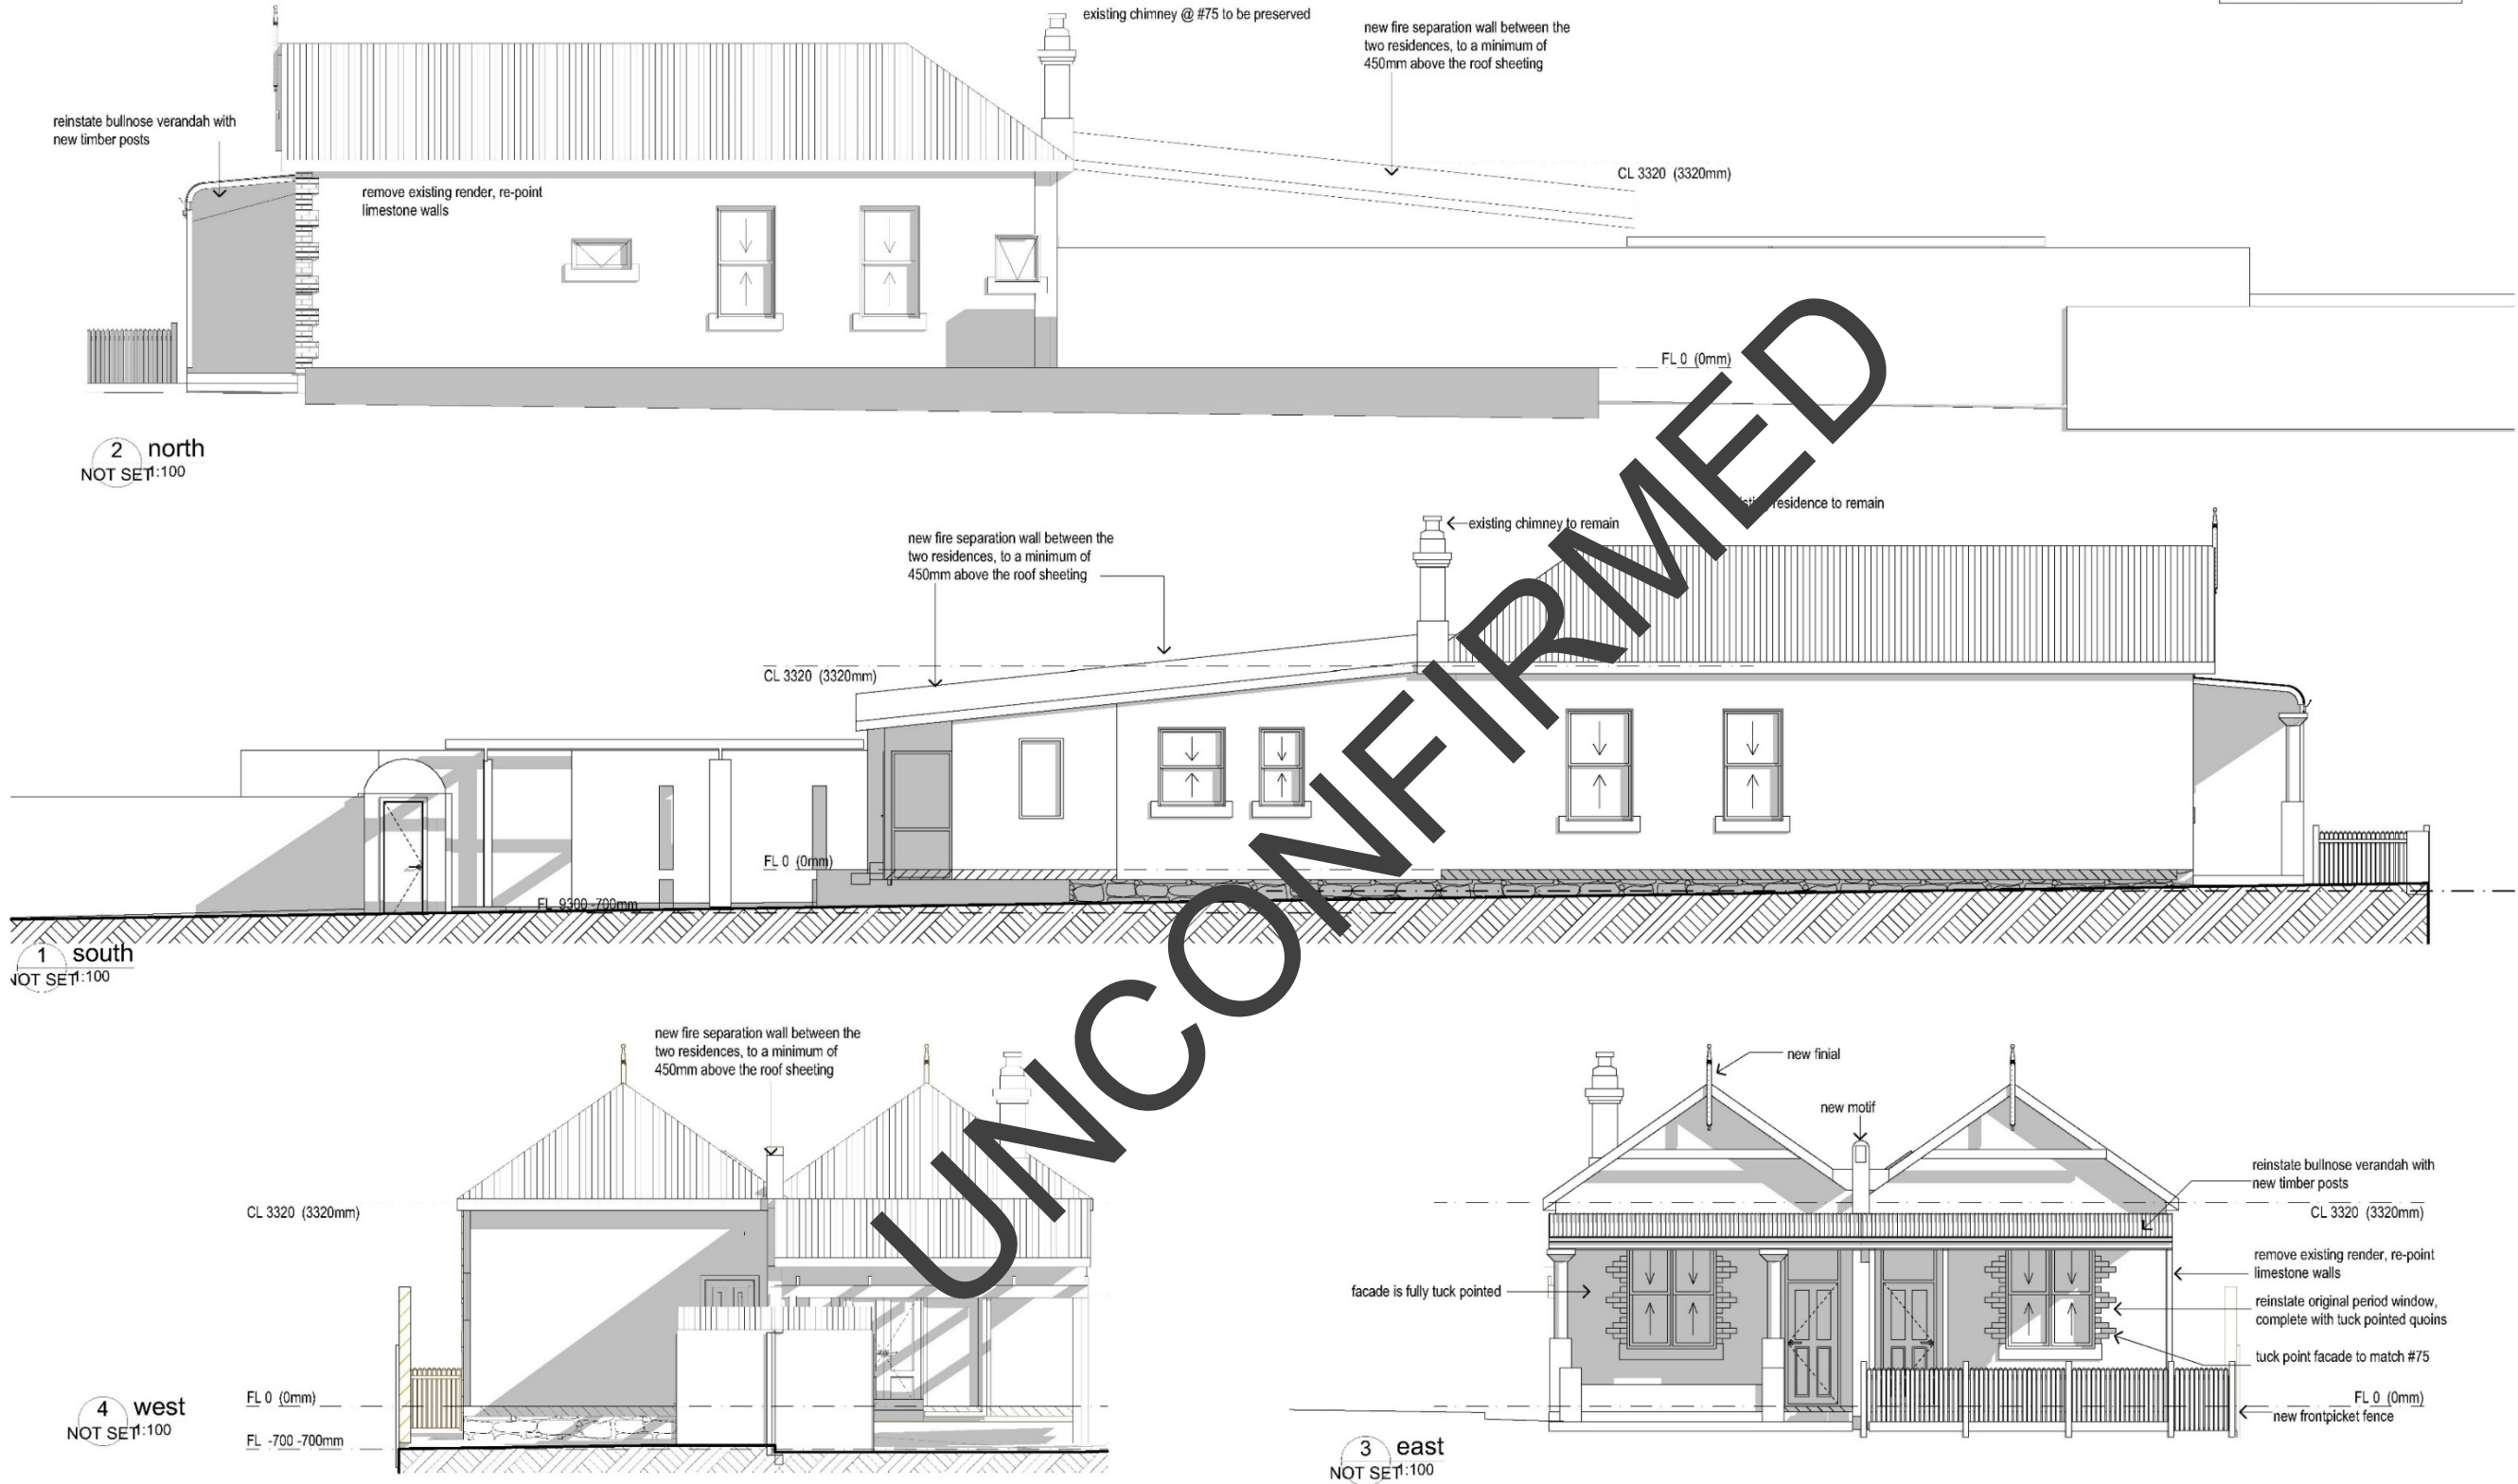 existing chimney @ #75 to be preserved
new fire separation wall between the
two residences, to a minimum of
450mm above the roof sheeting
reinstate bullnose verandah with
new timber posts
CL 3320 (3320mm)
remove existing render, re-point
limestone walls
FL 0 (0mm)
2 north
NOT SET 1:100
residence to remain
existing chimney to remain
new fire separation wall between the
two residences, to a minimum of
450mm above the roof sheeting
CL 3320 (3320mm)
FL 0 (0mm)
FL 9300 -700mm
1 south
NOT SET 1:100
new fire separation wall between the
two residences, to a minimum of
450mm above the roof sheeting
CL 3320 (3320mm)
FL 0 (0mm)
FL -700 -700mm
4 west
NOT SET 1:100
new finial
new motif
reinstate bullnose verandah with
new timber posts
CL 3320 (3320mm)
remove existing render, re-point
limestone walls
facade is fully tuck pointed
reinstate original period window,
complete with tuck pointed quoins
tuck point facade to match #75
FL 0 (0mm)
new frontpicket fence
3 east
NOT SET 1:100
UNCONFIRMED